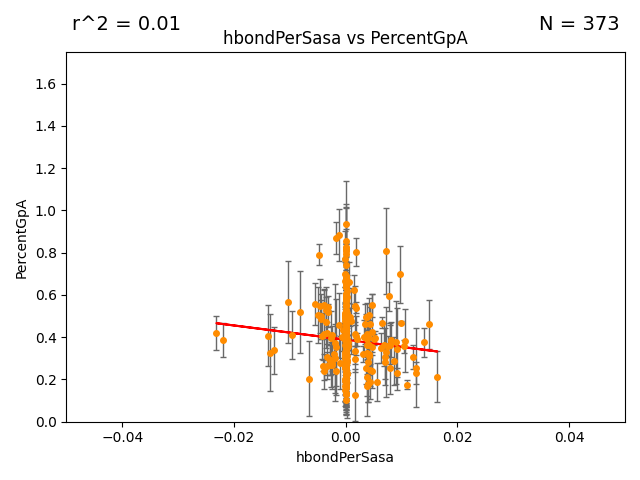 r^2 = 0.01
N = 373
hbondPerSasa vs PercentGpA
PercentGpA
1.6
1.4
1.2
1.0
0.8
0.6
0.4
0.2
0.0
−0.04
−0.02
0.00
0.02
0.04
hbondPerSasa